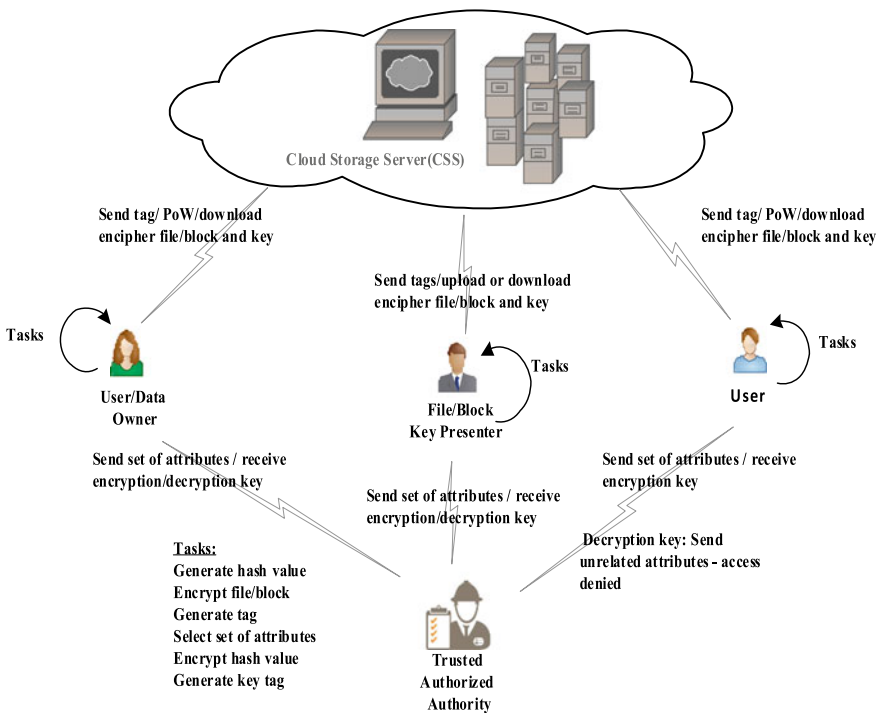 Cloud Storage Server(CSS)
Send tag/ PoW/download
encipher file/block and key
Send tags/upload or download
encipher file/block and key
Send tag/ PoW/download
encipher file/block and key
Tasks
User/Data
Owner
Tasks
File/Block
Key Presenter
Tasks
User
Send set of attributes / receive
encryption/decryption key
Send set of attributes / receive
encryption/decryption key
Send set of attributes / receive
encryption key
Decryption key: Send
unrelated attributes - access
denied
Tasks:
Generate hash value
Encrypt file/block
Generate tag
Select set of attributes
Encrypt hash value
Generate key tag
Trusted
Authorized
Authority